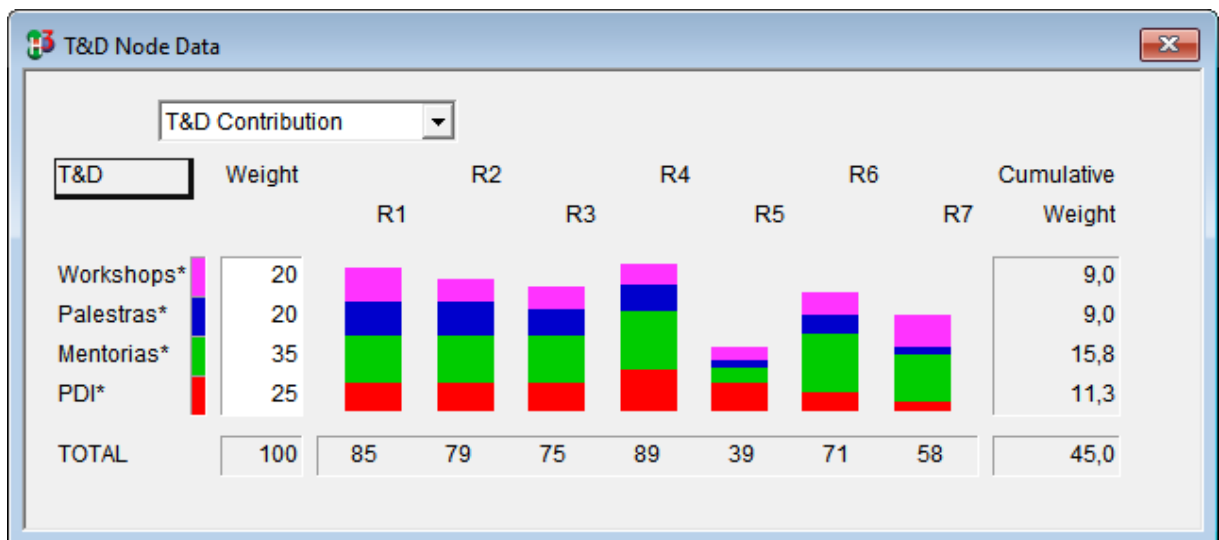 T&D Node Data
T&D Contribution
T&D Weight R2 R4 R6 Cumulative
R1 R3 R5 R7 Weight
Workshops* 20 9,0
Palestras* 20 9,0
Mentorias* 35 15,8
PDI* 25 11,3
TOTAL 100 85 79 75 89 39 71 58 45,0